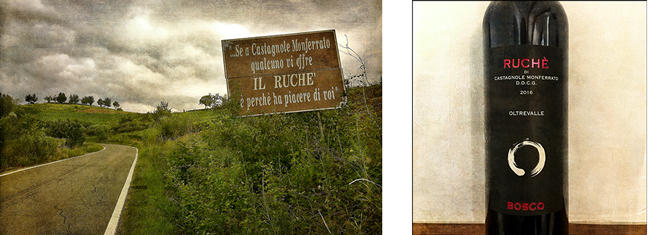 "...Se a Castagnole Monferrato
qualcuno vi offre
IL RUCHE'
è perchè ha piacere di voi"
RUCHÈ
DI
CASTAGNOLE MONFERRATO
D.O.C.G.
2016
OLTREVALLE
BOSCO